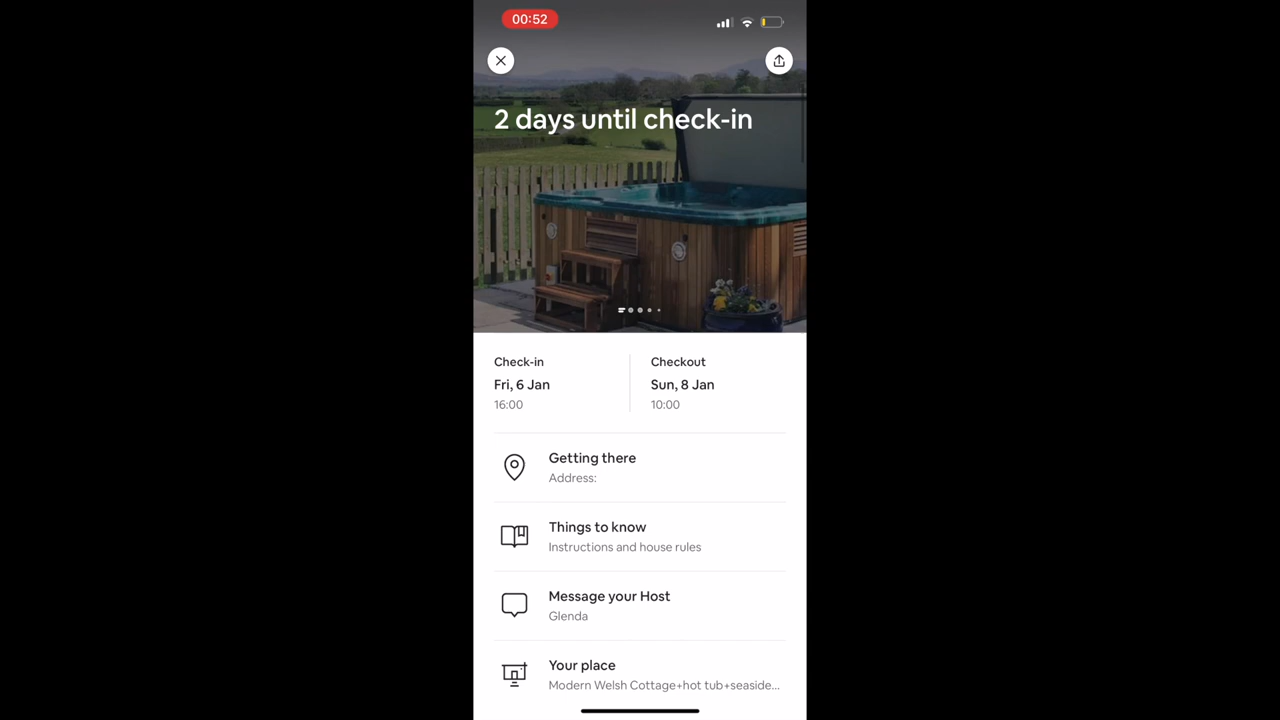 00:52
2 days until check-in
Check-in
Fri, 6 Jan
16:00
Checkout
Sun, 8 Jan
10:00
Getting there
Address:
Things to know
Instructions and house rules
Message your Host
Glenda
Your place
Modern Welsh Cottage+hot tub+seaside...